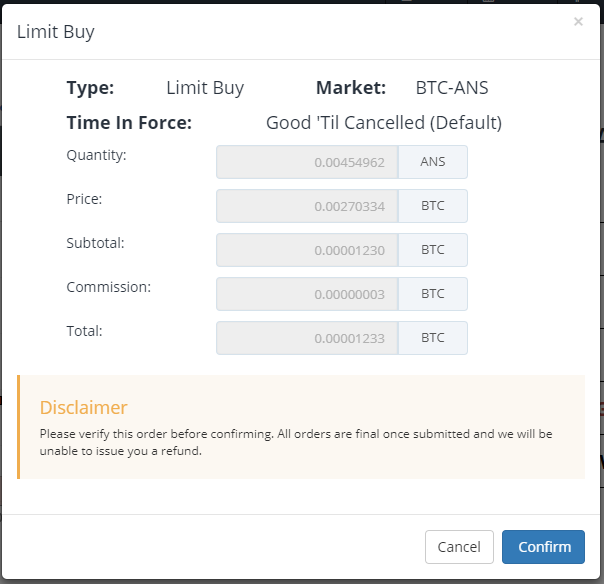 Limit Buy ×
Type: Limit Buy Market: BTC-ANS
Time In Force: Good 'Til Cancelled (Default)
Quantity: 0.00454962 ANS
Price: 0.00270334 BTC
Subtotal: 0.00001230 BTC
Commission: 0.00000003 BTC
Total: 0.00001233 BTC
Disclaimer
Please verify this order before confirming. All orders are final once submitted and we will be
unable to issue you a refund.
Cancel Confirm